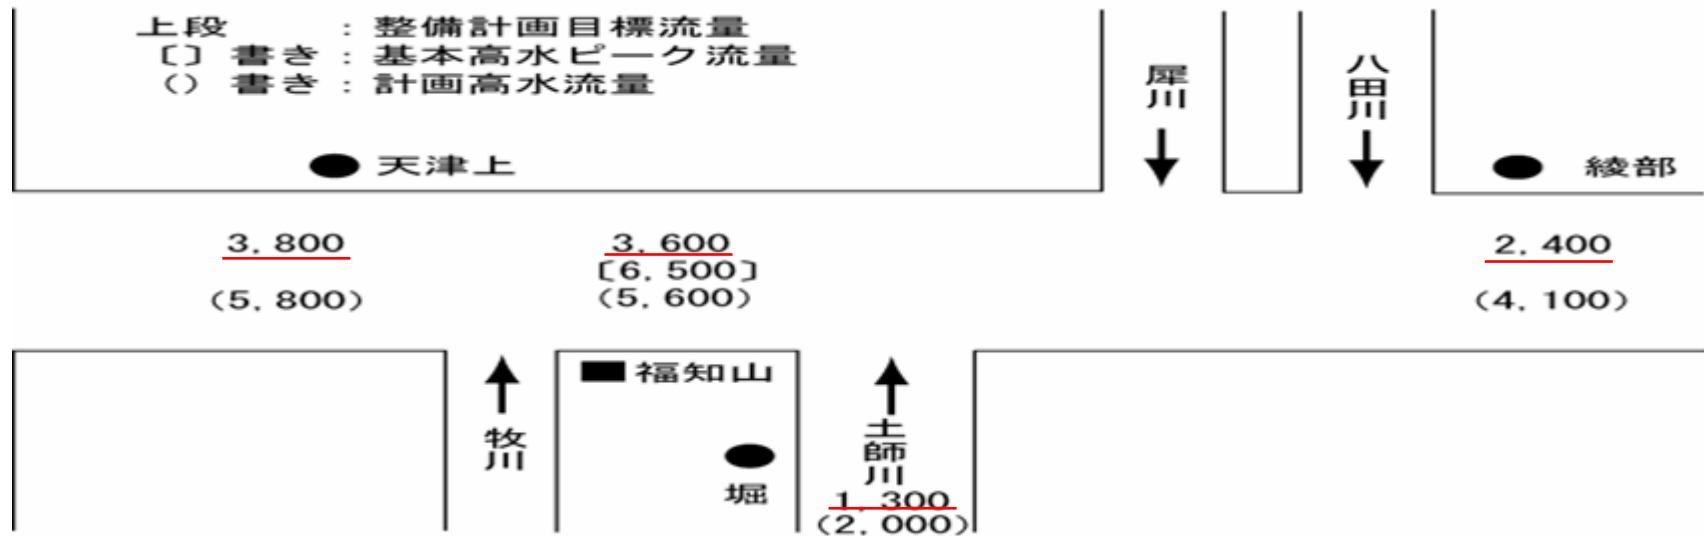 上段 : 整備計画目標流量
〔〕書き : 基本高水ピーク流量
()書き : 計画高水流量
犀川
八田川
天津上
綾部
3,800
(5,800)
3,600
〔6,500〕
(5,600)
2,400
(4,100)
福知山
牧川
堀
土師川
1,300
(2,000)